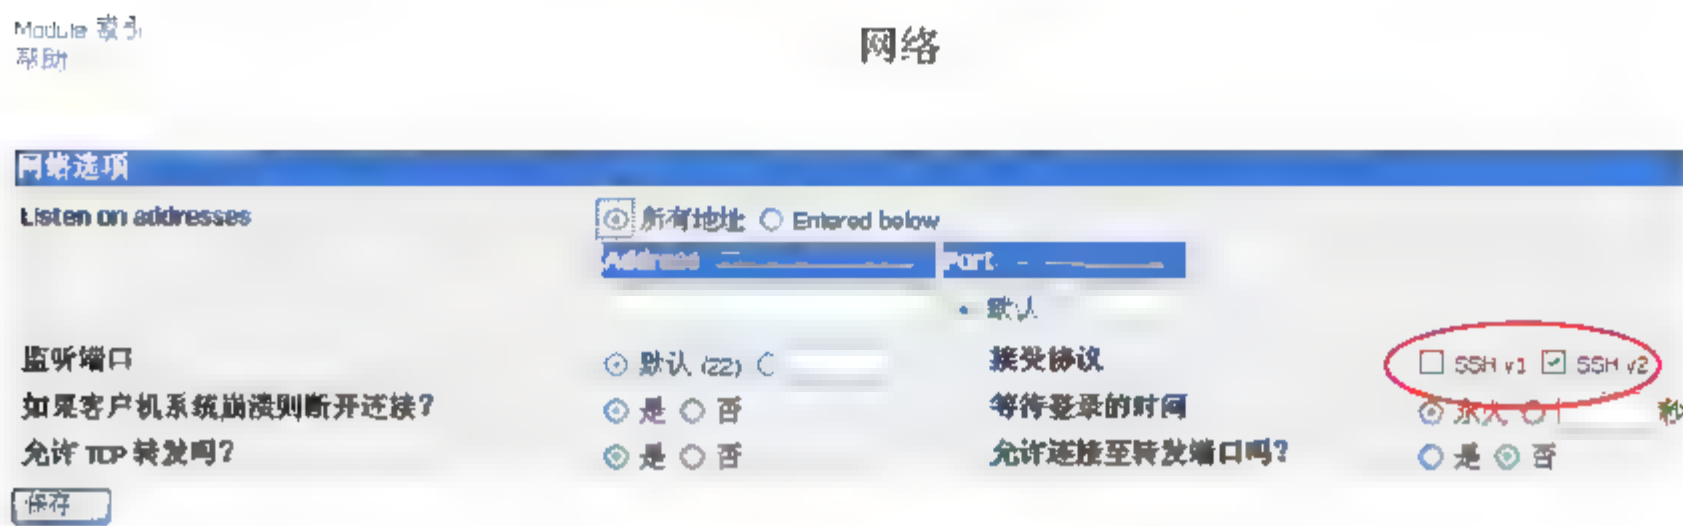 Module 索引
帮助
网络
网络选项
Listen on addresses 所有地址 Entered below
Address Port
默认
监听端口 默认 (22) 接受协议 SSH v1 SSH v2
如果客户机系统崩溃则断开连接? 是 否 等待登录的时间 永久 秒
允许 TCP 转发吗? 是 否 允许连接至转发端口吗? 是 否
保存